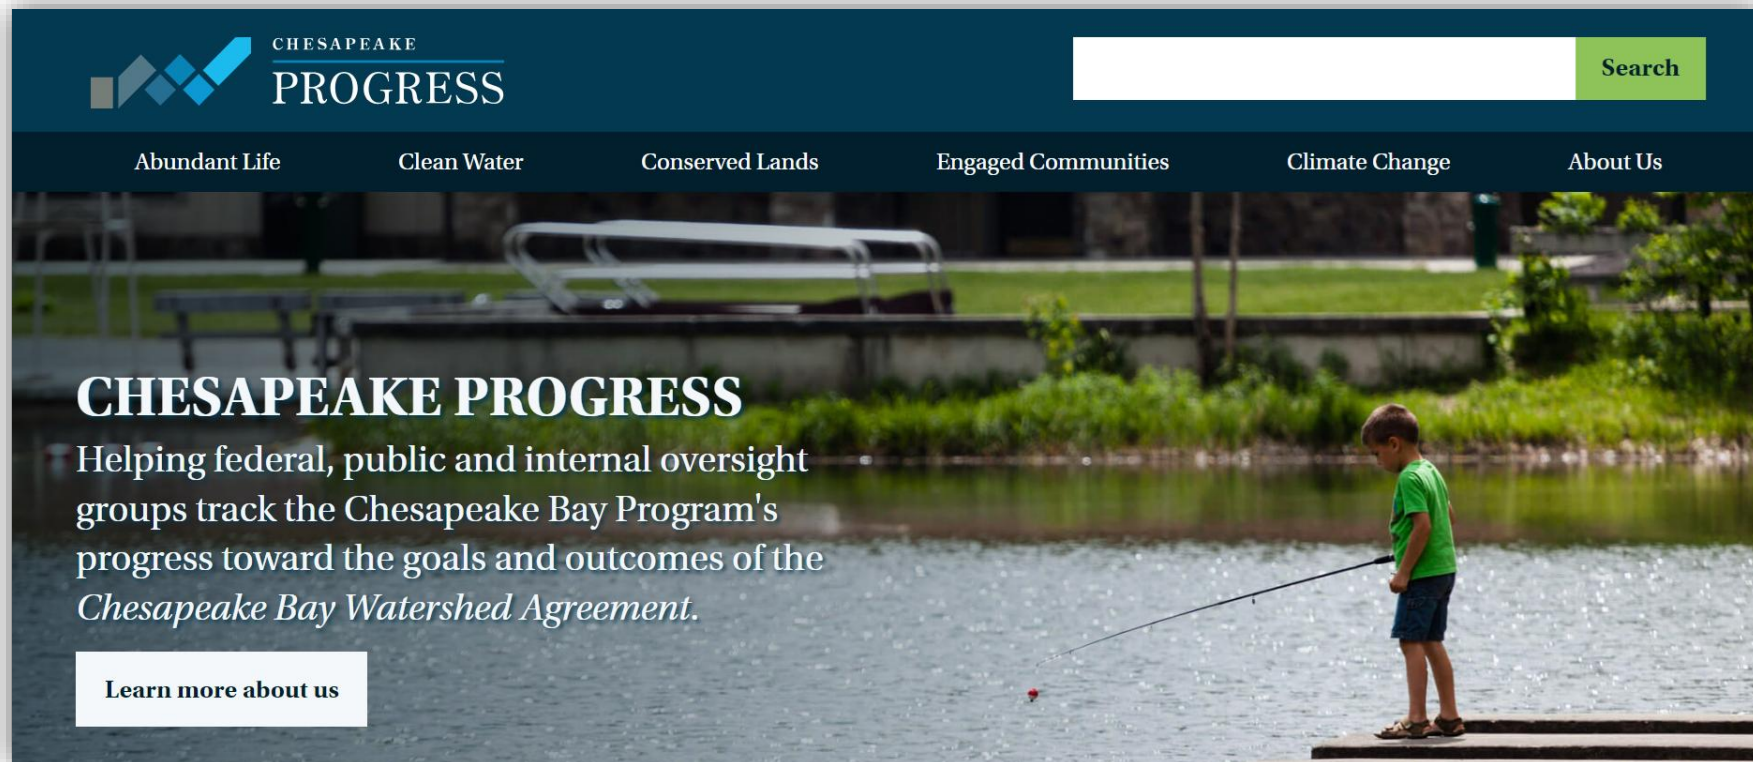 CHESAPEAKE
PROGRESS
Search
Abundant Life
Clean Water
Conserved Lands
Engaged Communities
Climate Change
About Us
CHESAPEAKE PROGRESS
Helping federal, public and internal oversight
groups track the Chesapeake Bay Program's
progress toward the goals and outcomes of the
Chesapeake Bay Watershed Agreement.
Learn more about us